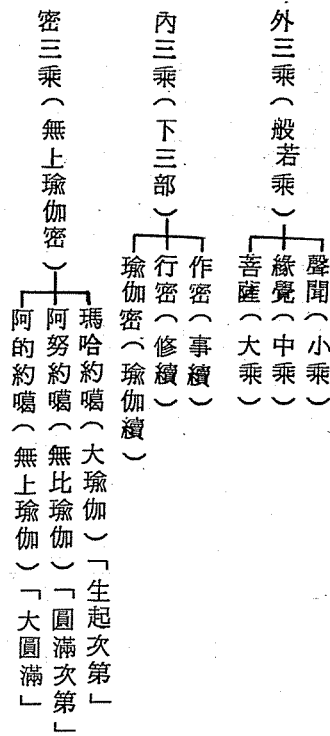 外三乘（般若乘）
聲聞（小乘）
緣覺（中乘）
菩薩（大乘）
內三乘（下三部）
作密（事續）
行密（修續）
瑜伽密（瑜伽續）
密三乘（無上瑜伽密）
瑪哈約噶（大瑜伽）「生起次第」
阿努約噶（無比瑜伽）「圓滿次第」
阿的約噶（無上瑜伽）「大圓滿」